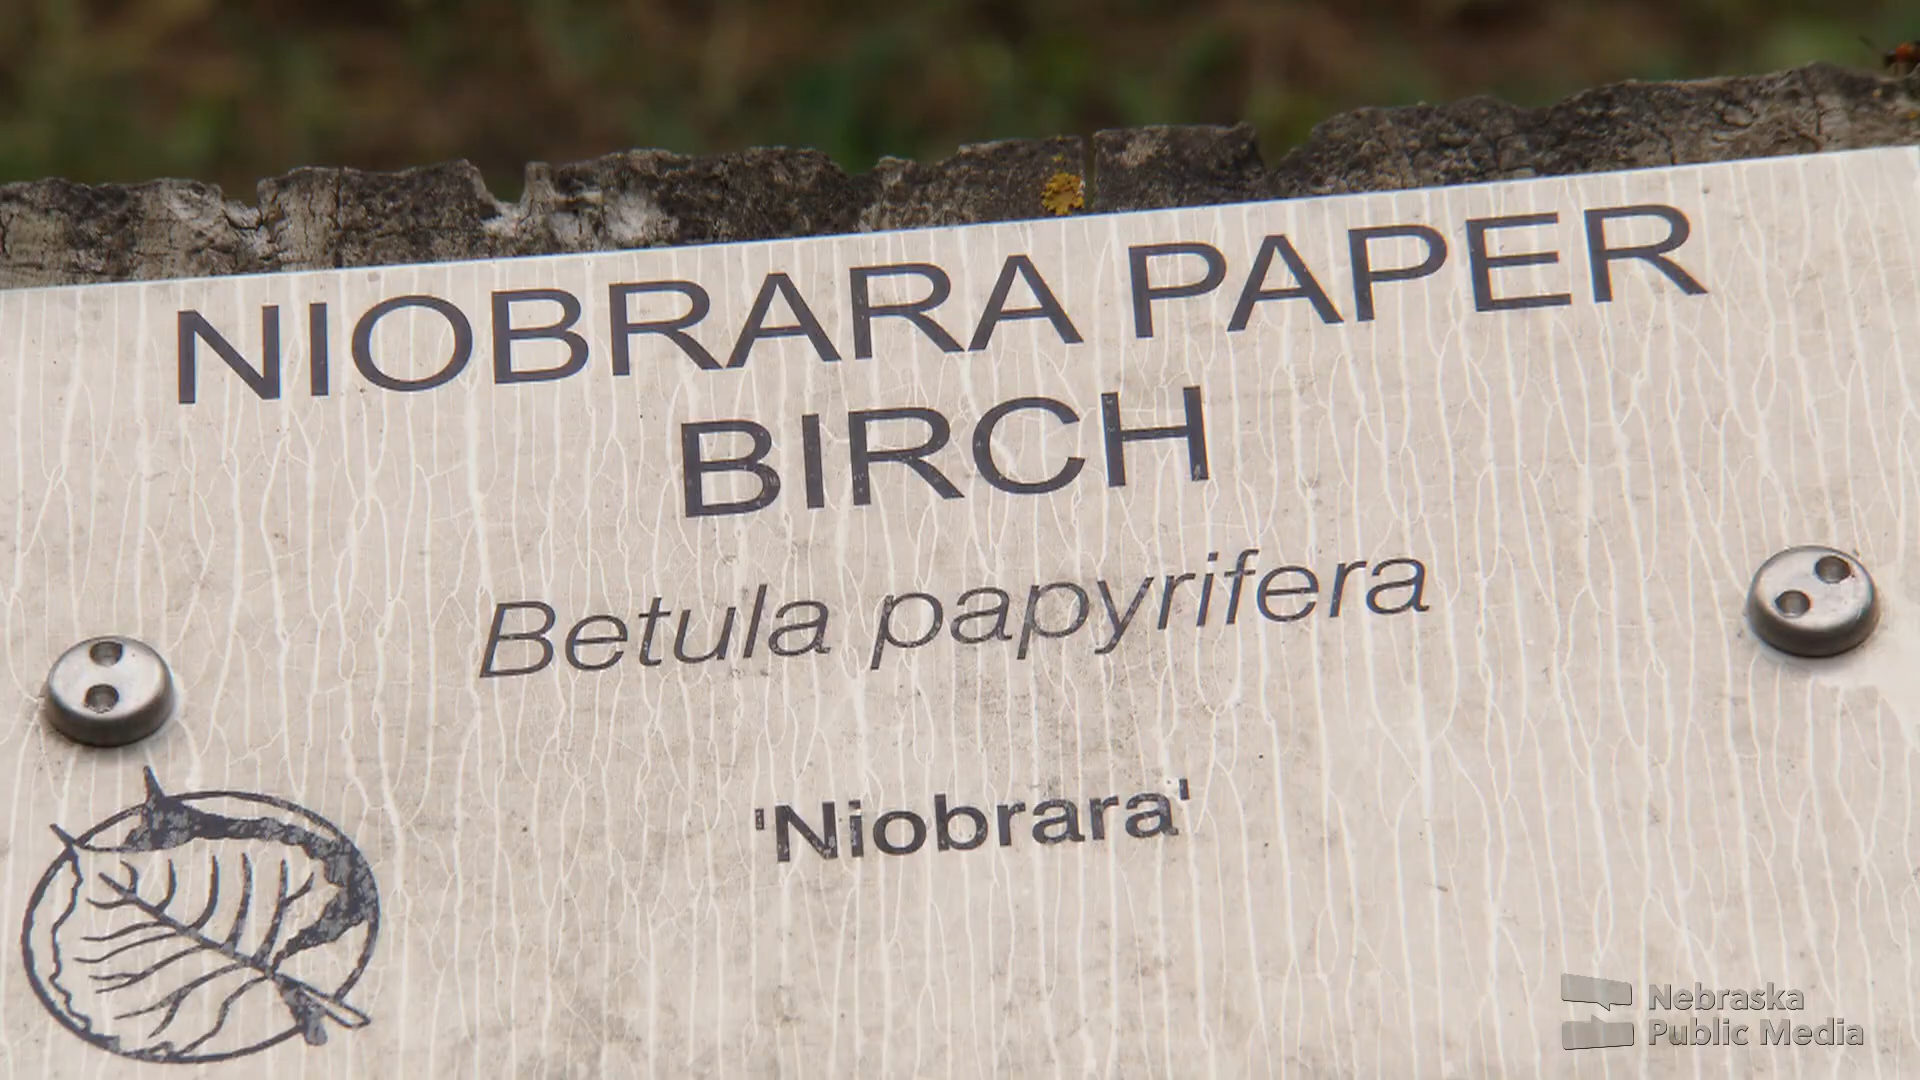 NIOBRARA PAPER
BIRCH
Betula papyrifera
'Niobrara'
Nebraska
Public Media